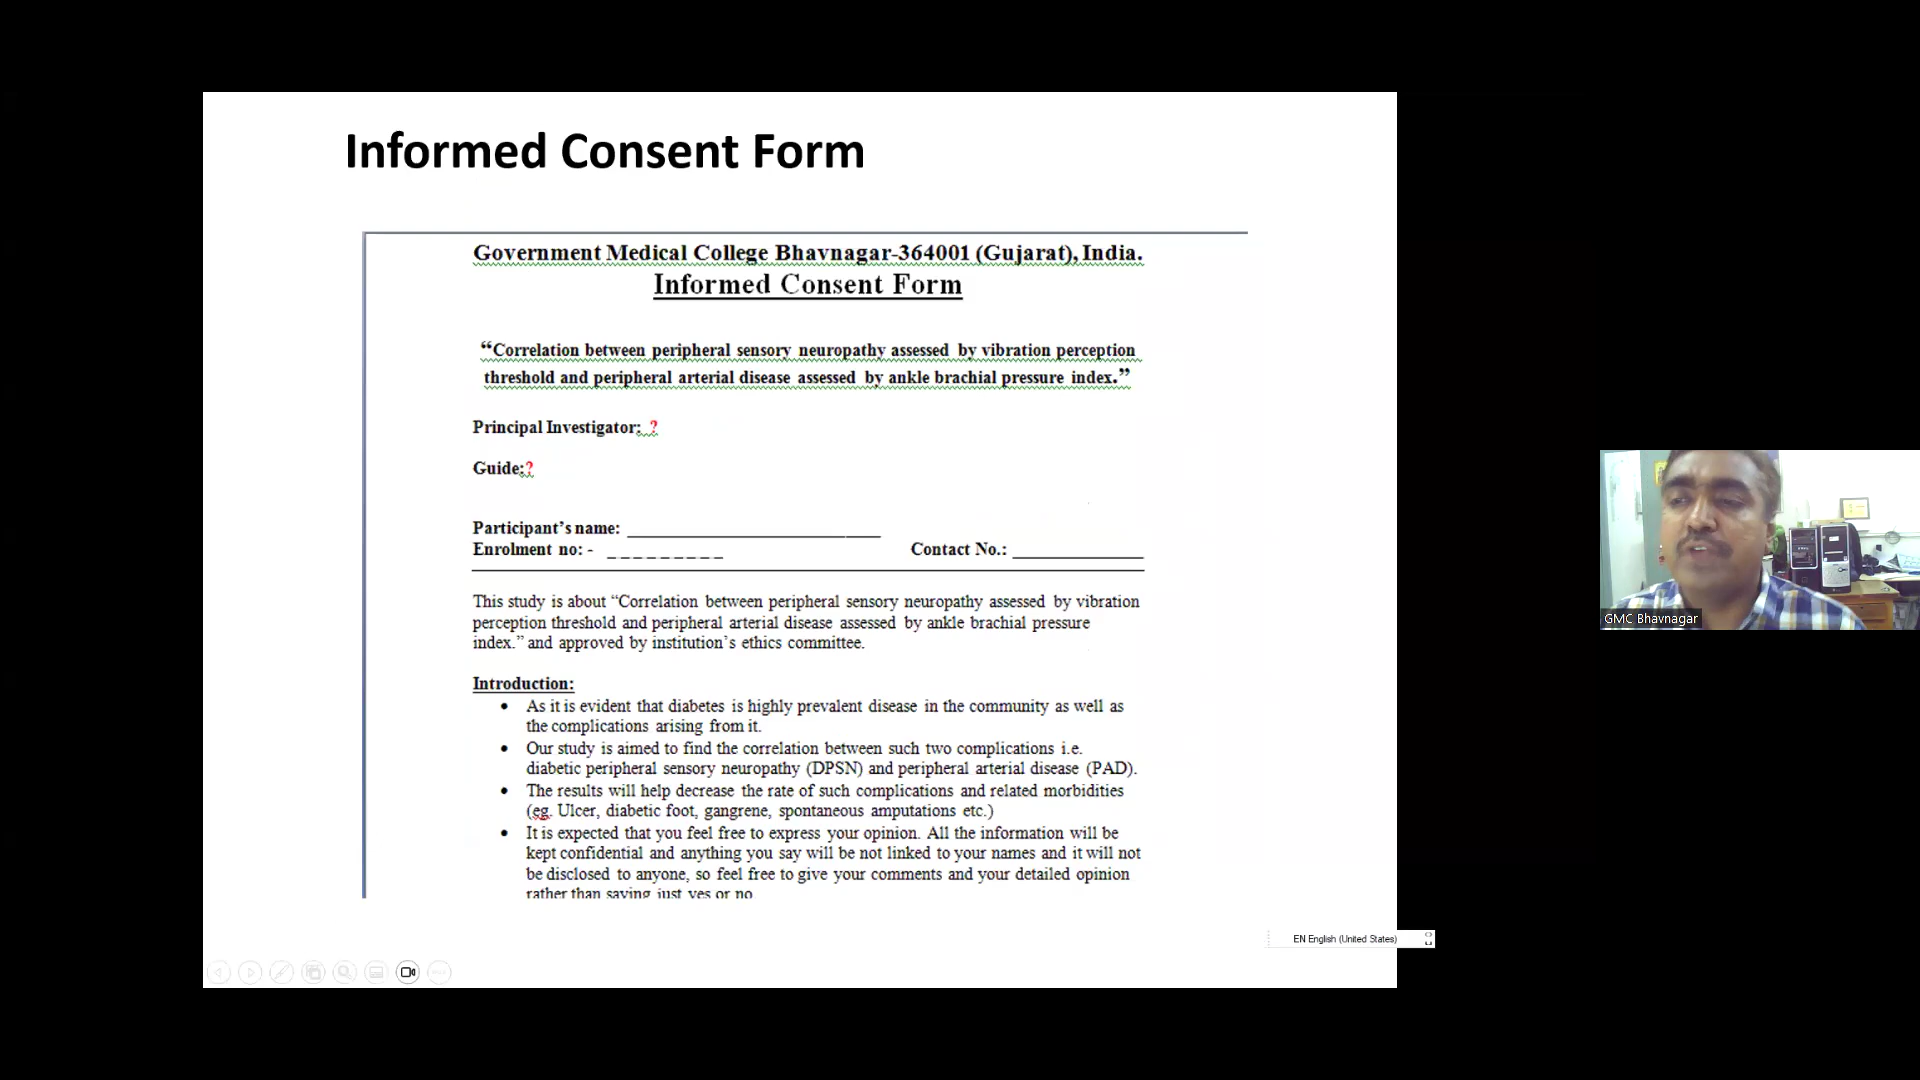 Informed Consent Form
Government Medical College Bhavnagar-364001 (Gujarat), India.
Informed Consent Form
“Correlation between peripheral sensory neuropathy assessed by vibration perception
threshold and peripheral arterial disease assessed by ankle brachial pressure index.”
Principal Investigator: ?
Guide:?
Participant’s name: ______________________________
Enrolment no: - _ _ _ _ _ _ _ _ _ Contact No.: _______________
This study is about “Correlation between peripheral sensory neuropathy assessed by vibration
perception threshold and peripheral arterial disease assessed by ankle brachial pressure
index.” and approved by institution’s ethics committee.
Introduction:
• As it is evident that diabetes is highly prevalent disease in the community as well as
the complications arising from it.
• Our study is aimed to find the correlation between such two complications i.e.
diabetic peripheral sensory neuropathy (DPSN) and peripheral arterial disease (PAD).
• The results will help decrease the rate of such complications and related morbidities
(eg. Ulcer, diabetic foot, gangrene, spontaneous amputations etc.)
• It is expected that you feel free to express your opinion. All the information will be
kept confidential and anything you say will be not linked to your names and it will not
be disclosed to anyone, so feel free to give your comments and your detailed opinion
rather than saying just yes or no
EN English (United States)
GMC Bhavnagar